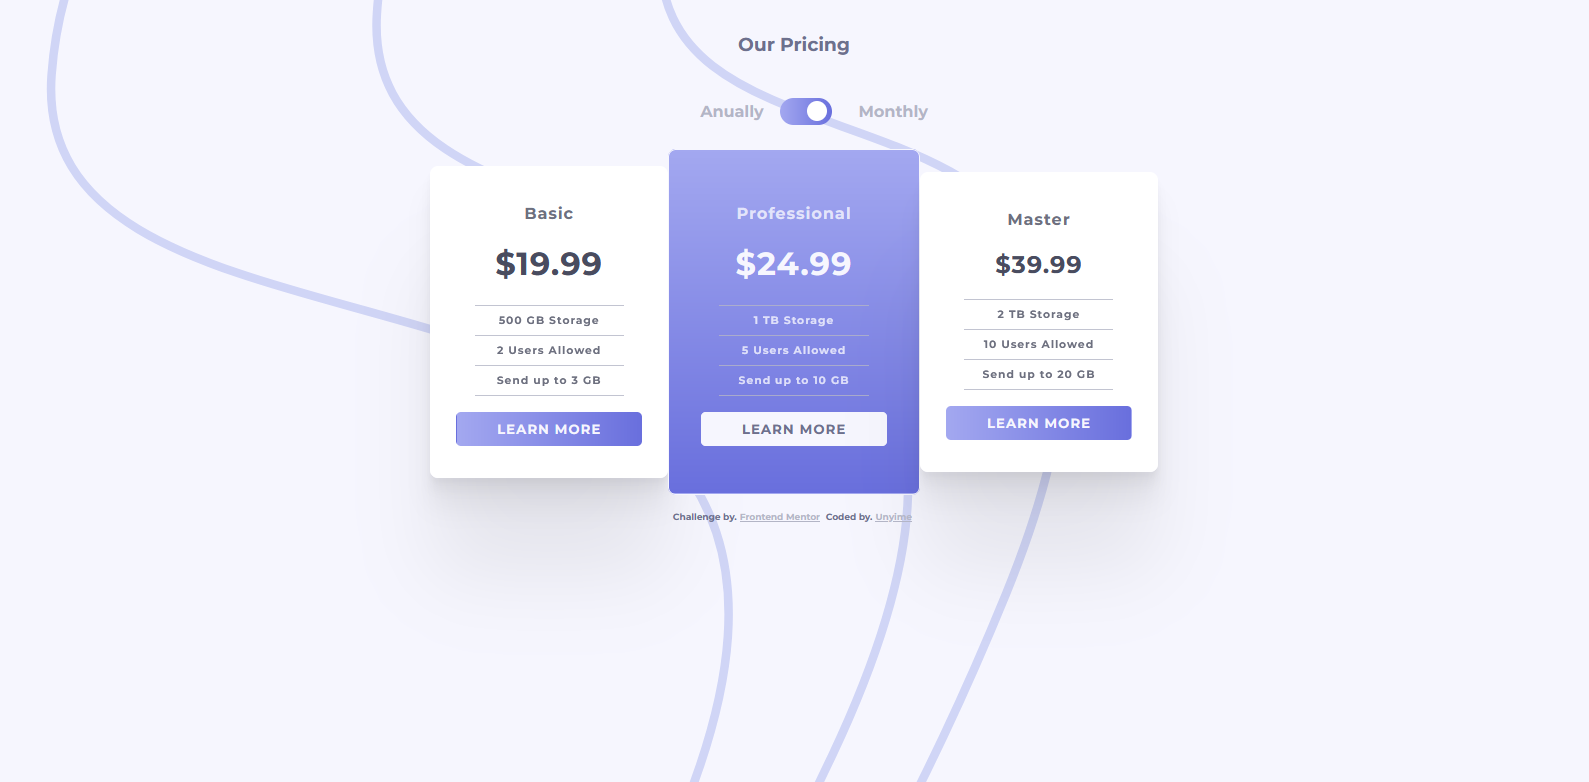 Our Pricing
Anually Monthly
Basic
$19.99
500 GB Storage
2 Users Allowed
Send up to 3 GB
LEARN MORE
Professional
$24.99
1 TB Storage
5 Users Allowed
Send up to 10 GB
LEARN MORE
Master
$39.99
2 TB Storage
10 Users Allowed
Send up to 20 GB
LEARN MORE
Challenge by. Frontend Mentor Coded by. Unyime